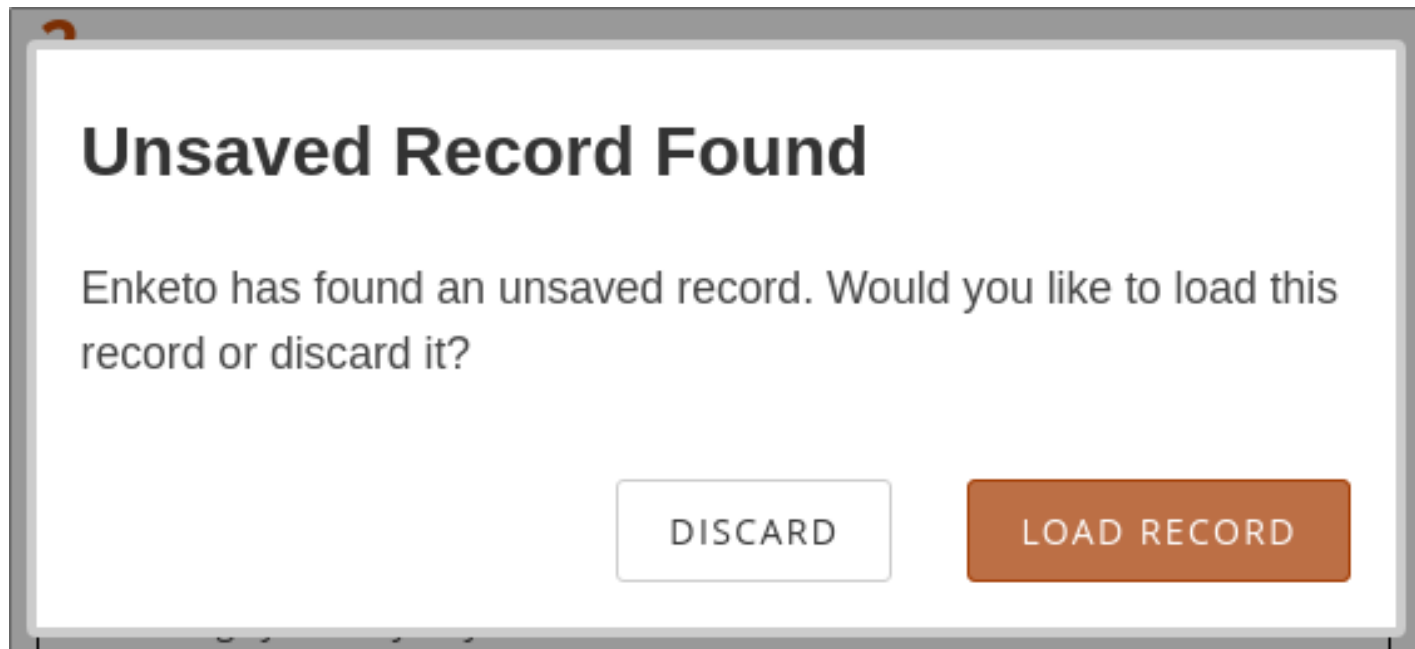 Unsaved Record Found
Enketo has found an unsaved record. Would you like to load this
record or discard it?
DISCARD
LOAD RECORD